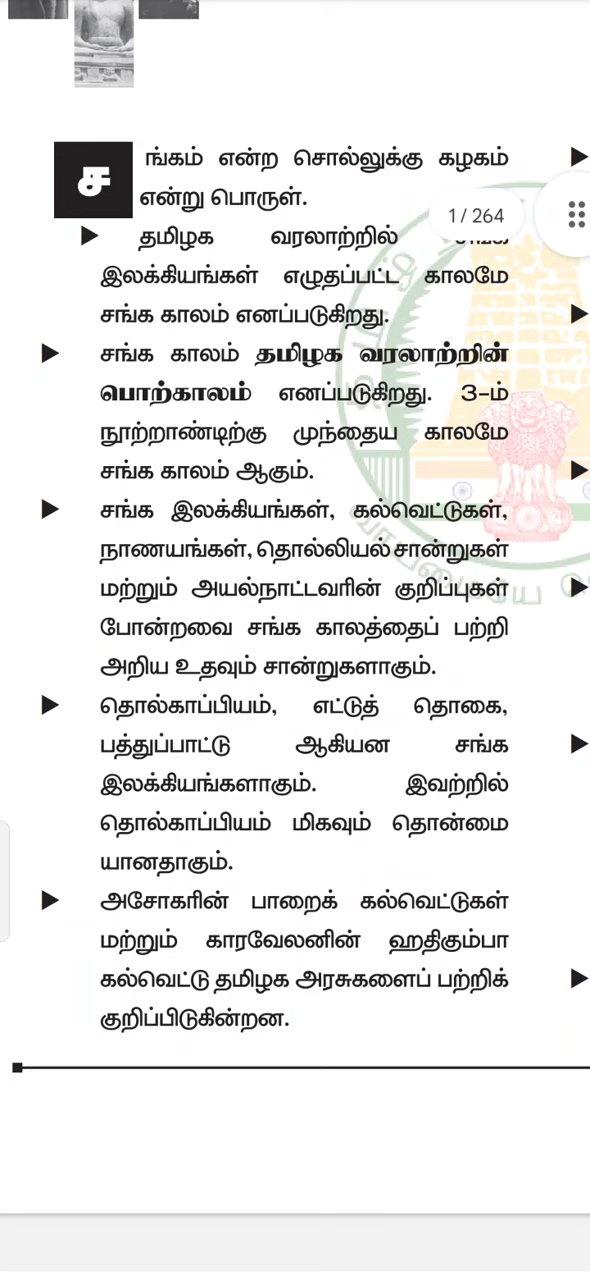 சங்கம் என்ற சொல்லுக்கு கழகம்
என்று பொருள்.
1 / 264
▶ தமிழக வரலாற்றில்
இலக்கியங்கள் எழுதப்பட்ட காலமே
சங்க காலம் எனப்படுகிறது.
▶ சங்க காலம் தமிழக வரலாற்றின்
பொற்காலம் எனப்படுகிறது. 3-ம்
நூற்றாண்டிற்கு முந்தைய காலமே
சங்க காலம் ஆகும்.
▶ சங்க இலக்கியங்கள், கல்வெட்டுகள்,
நாணயங்கள், தொல்லியல் சான்றுகள்
மற்றும் அயல்நாட்டவரின் குறிப்புகள்
போன்றவை சங்க காலத்தைப் பற்றி
அறிய உதவும் சான்றுகளாகும்.
▶ தொல்காப்பியம், எட்டுத் தொகை,
பத்துப்பாட்டு ஆகியன சங்க
இலக்கியங்களாகும். இவற்றில்
தொல்காப்பியம் மிகவும் தொன்மை
யானதாகும்.
▶ அசோகரின் பாறைக் கல்வெட்டுகள்
மற்றும் காரவேலனின் ஹதிகும்பா
கல்வெட்டு தமிழக அரசுகளைப் பற்றிக்
குறிப்பிடுகின்றன.